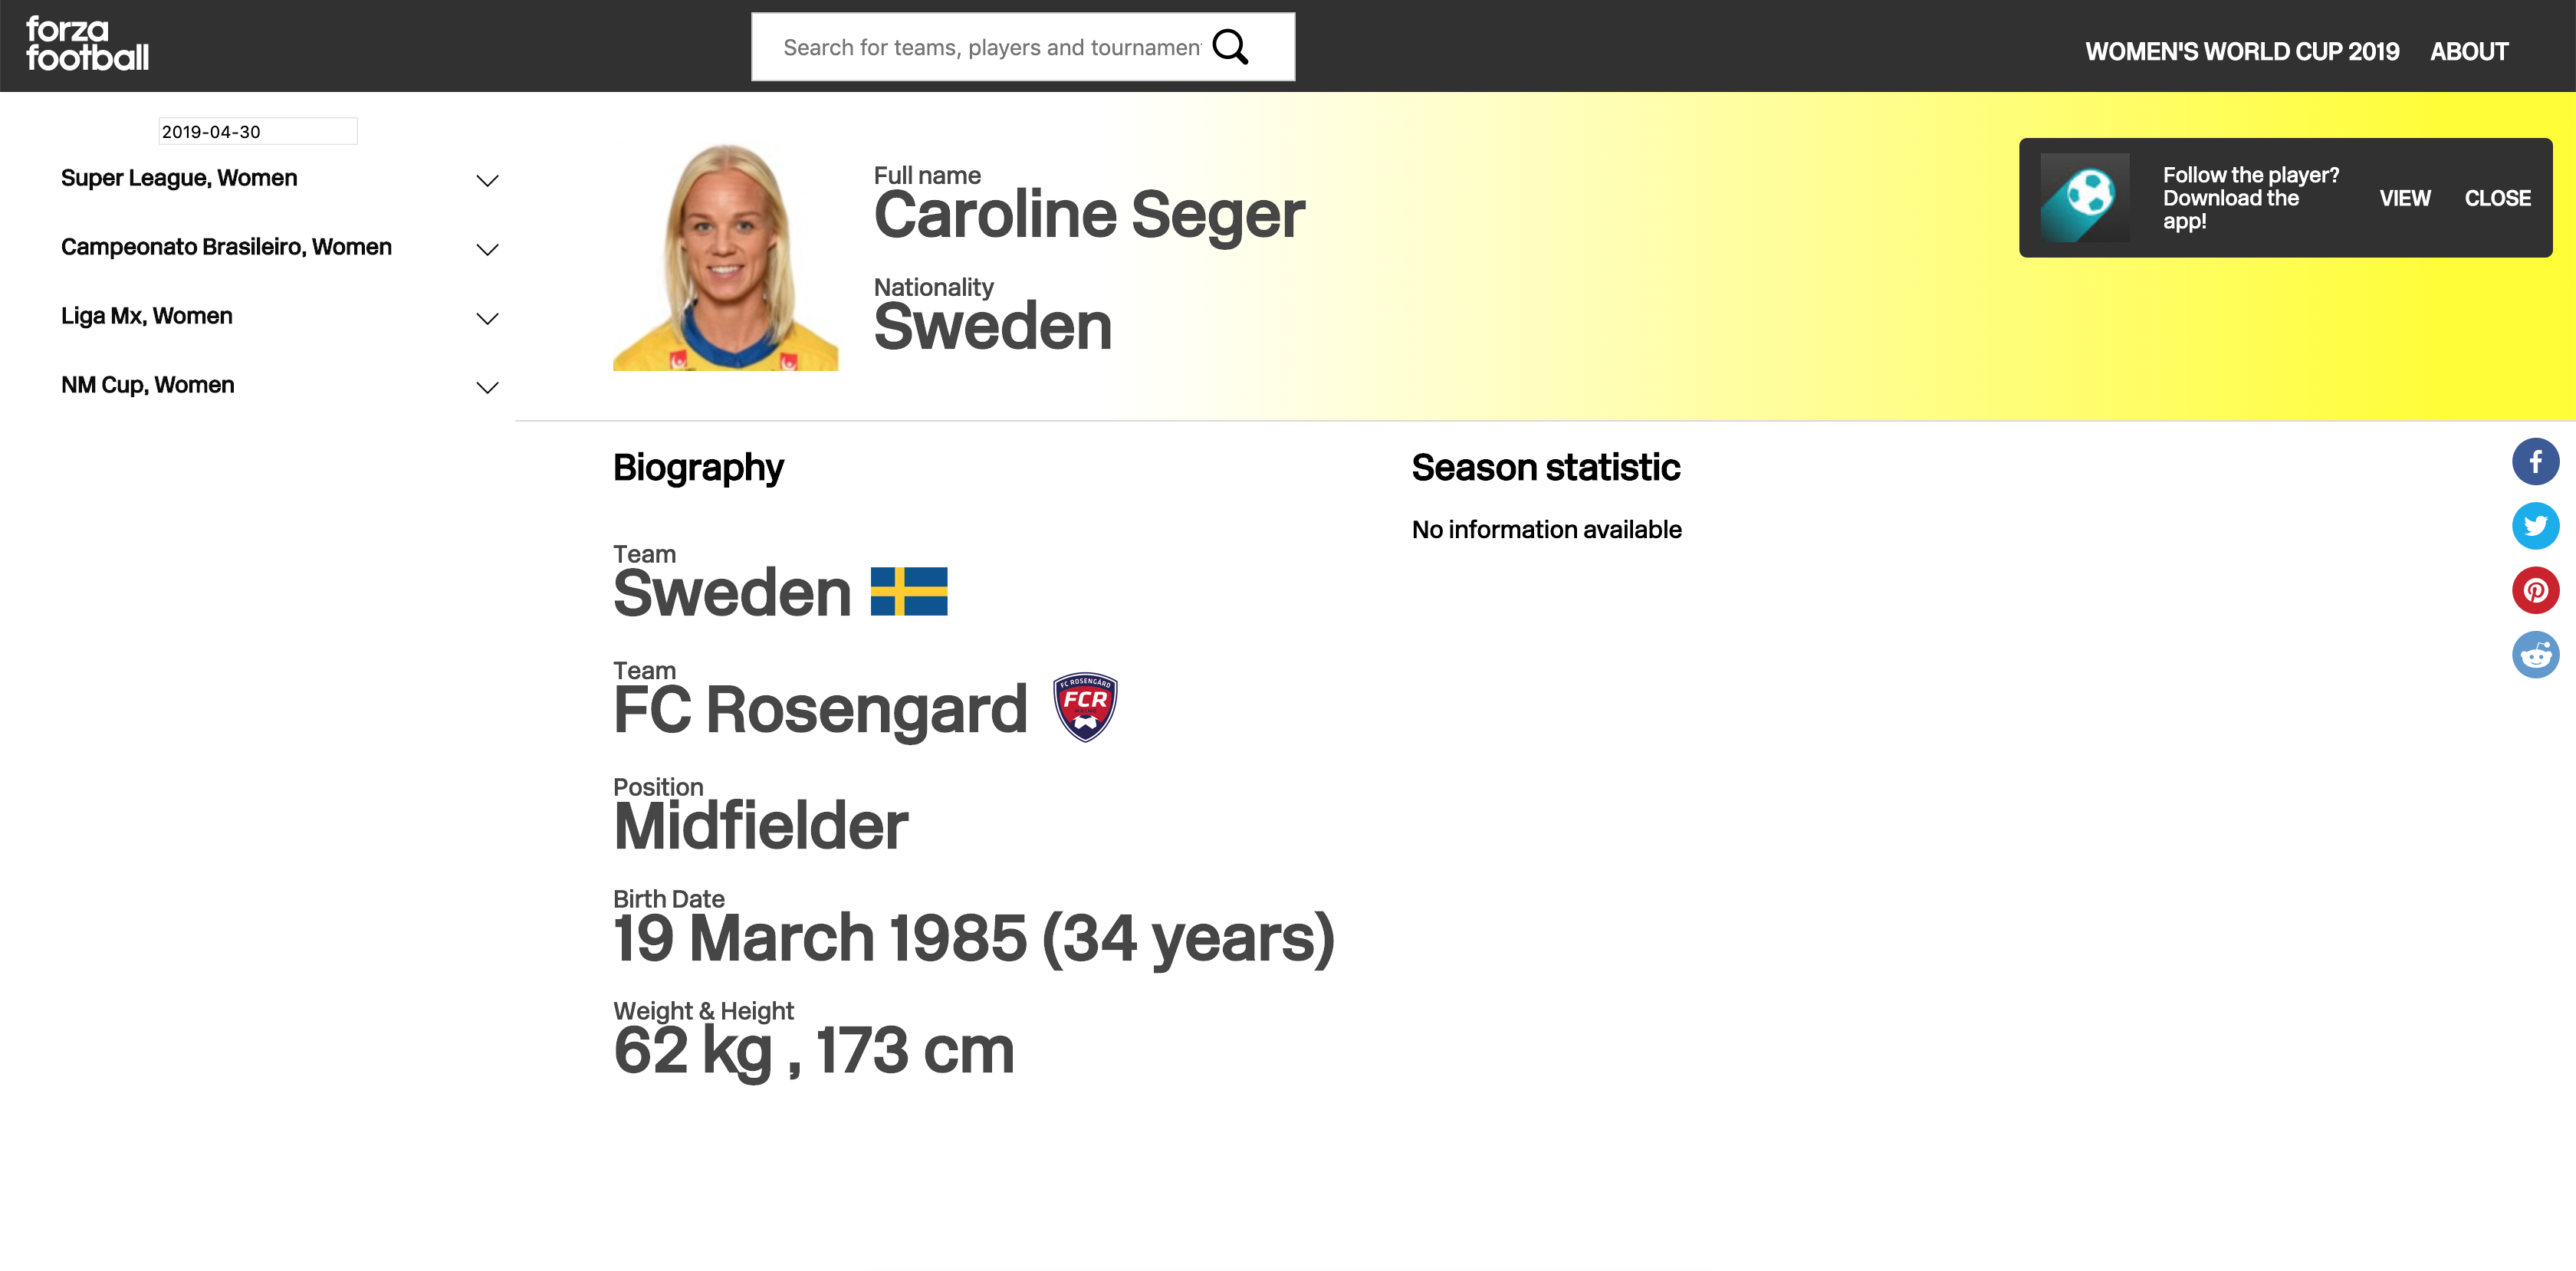 forza
football
Search for teams, players and tournamen
WOMEN'S WORLD CUP 2019
ABOUT
2019-04-30
Super League, Women
Campeonato Brasileiro, Women
Liga Mx, Women
NM Cup, Women
Full name
Caroline Seger
Nationality
Sweden
Follow the player?
Download the
app!
VIEW
CLOSE
Biography
Team
Sweden
Team
FC Rosengard
FC ROSENGÅRD
FCR
Position
Midfielder
Birth Date
19 March 1985 (34 years)
Weight & Height
62 kg , 173 cm
Season statistic
No information available